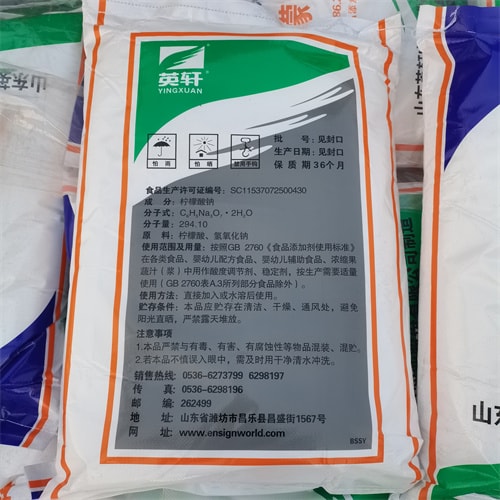 英轩
YINGXUAN
怕雨
怕晒
禁用手钩
批 号:见封口
生产日期:见封口
保质期36个月
食品生产许可证编号:SC11537072500430
成 分:柠檬酸钠
分子式:C₆H₅Na₃O₇·2H₂O
分子量:294.10
原 料:柠檬酸、氢氧化钠
使用范围及用量:按照GB 2760《食品添加剂使用标准》
在各类食品、婴幼儿配方食品、婴幼儿辅助食品、浓缩果
蔬汁(浆)中用作酸度调节剂、稳定剂,按生产需要适量
使用(GB 2760表A.3所列部分食品除外)。
使用方法:直接加入或水溶后使用。
贮存条件:本品应贮存在清洁、干燥、通风处,避免
阳光直晒,严禁露天堆放。
注意事项
1.本品严禁与有毒、有害、有腐蚀性等物品混装、混贮。
2.若本品不慎误入眼中,需及时用干净清水冲洗。
销售热线:0536-6273799 6298197
传 真:0536-6298196
邮 编:262499
地 址:山东省潍坊市昌乐县昌盛街1567号
网 址:www.ensignworld.com
BSSY
山东英
公司制造
山东